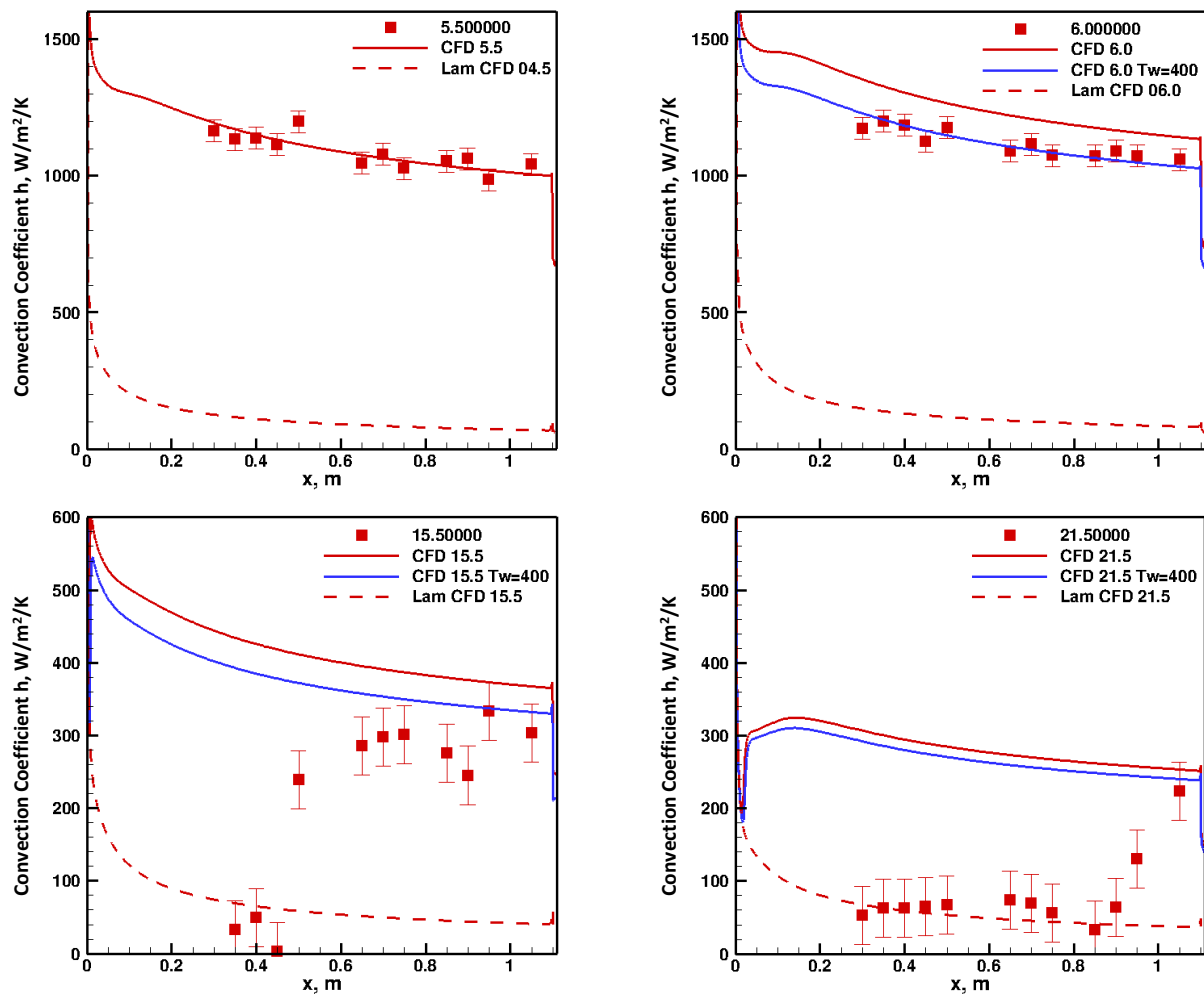 5.500000
CFD 5.5
Lam CFD 04.5
Convection Coefficient h, W/m²/K
1500
1000
500
0
0 0.2 0.4 0.6 0.8 1
x, m
6.000000
CFD 6.0
CFD 6.0 Tw=400
Lam CFD 06.0
Convection Coefficient h, W/m²/K
1500
1000
500
0
0 0.2 0.4 0.6 0.8 1
x, m
15.50000
CFD 15.5
CFD 15.5 Tw=400
Lam CFD 15.5
Convection Coefficient h, W/m²/K
600
500
400
300
200
100
0
0 0.2 0.4 0.6 0.8 1
x, m
21.50000
CFD 21.5
CFD 21.5 Tw=400
Lam CFD 21.5
Convection Coefficient h, W/m²/K
600
500
400
300
200
100
0
0 0.2 0.4 0.6 0.8 1
x, m